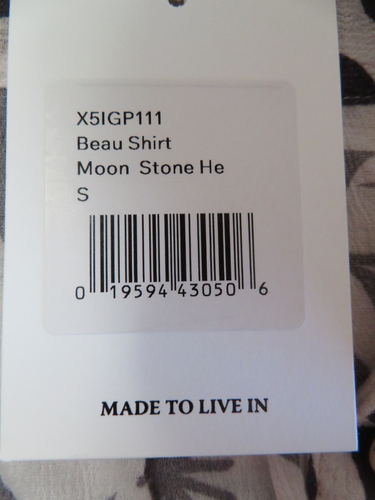 X5IGP111
Beau Shirt
Moon Stone He
S
0 19594 43050 6
MADE TO LIVE IN